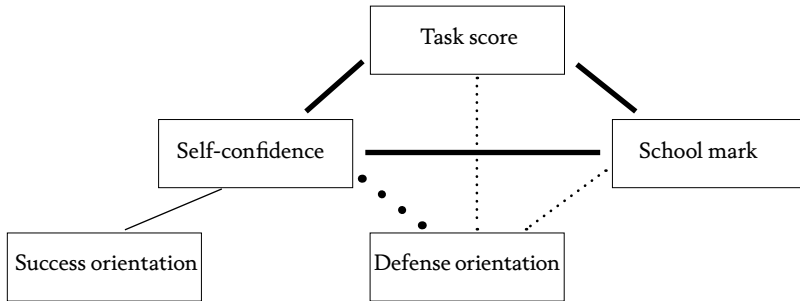 Task score
Self-confidence
School mark
Success orientation
Defense orientation